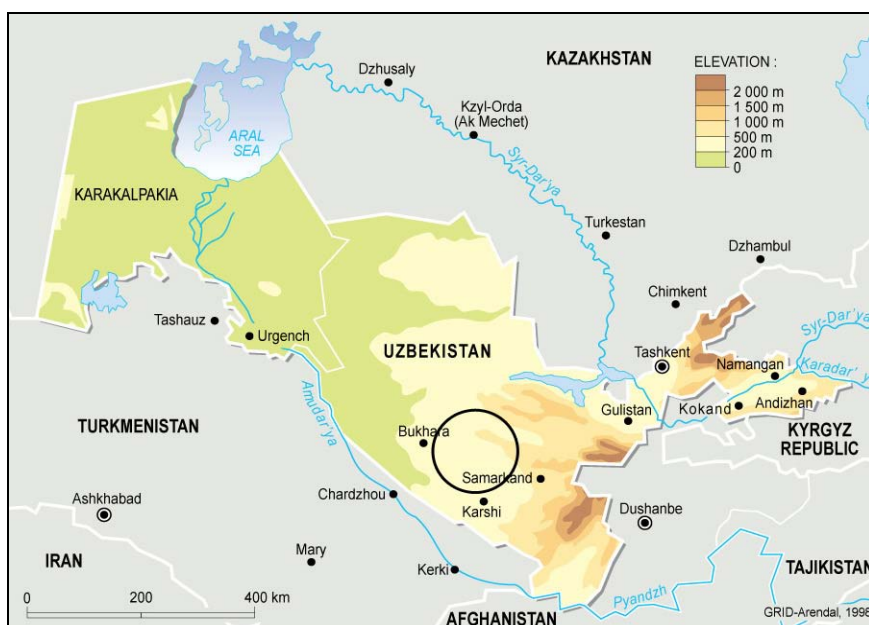 KAZAKHSTAN
ELEVATION :
2 000 m
1 500 m
1 000 m
500 m
200 m
0
Dzhusaly
Kzyl-Orda
(Ak Mechet)
ARAL
SEA
Syr-Dar'ya
KARAKALPAKIA
Turkestan
Dzhambul
Chimkent
Tashauz
Urgench
UZBEKISTAN
Tashkent
Namangan
Syr-Dar'ya
Karadar' y
Amudar'ya
Gulistan
Kokand
Andizhan
TURKMENISTAN
Bukhara
KYRGYZ
REPUBLIC
Samarkand
Chardzhou
Karshi
Ashkhabad
Dushanbe
IRAN
Mary
Kerki
Pyandzh
TAJIKISTAN
0
200
400 km
AFGHANISTAN
GRID-Arendal, 1998